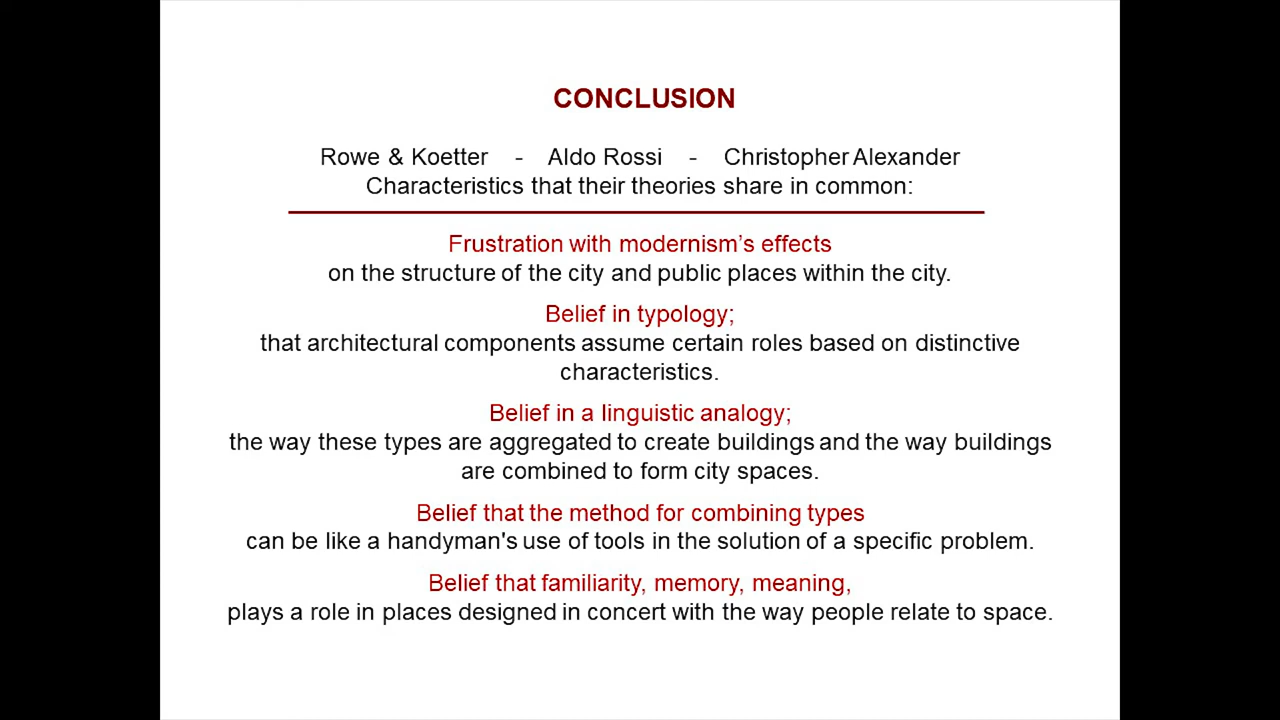 CONCLUSION
Rowe & Koetter - Aldo Rossi - Christopher Alexander
Characteristics that their theories share in common:
Frustration with modernism’s effects
on the structure of the city and public places within the city.
Belief in typology;
that architectural components assume certain roles based on distinctive
characteristics.
Belief in a linguistic analogy;
the way these types are aggregated to create buildings and the way buildings
are combined to form city spaces.
Belief that the method for combining types
can be like a handyman's use of tools in the solution of a specific problem.
Belief that familiarity, memory, meaning,
plays a role in places designed in concert with the way people relate to space.